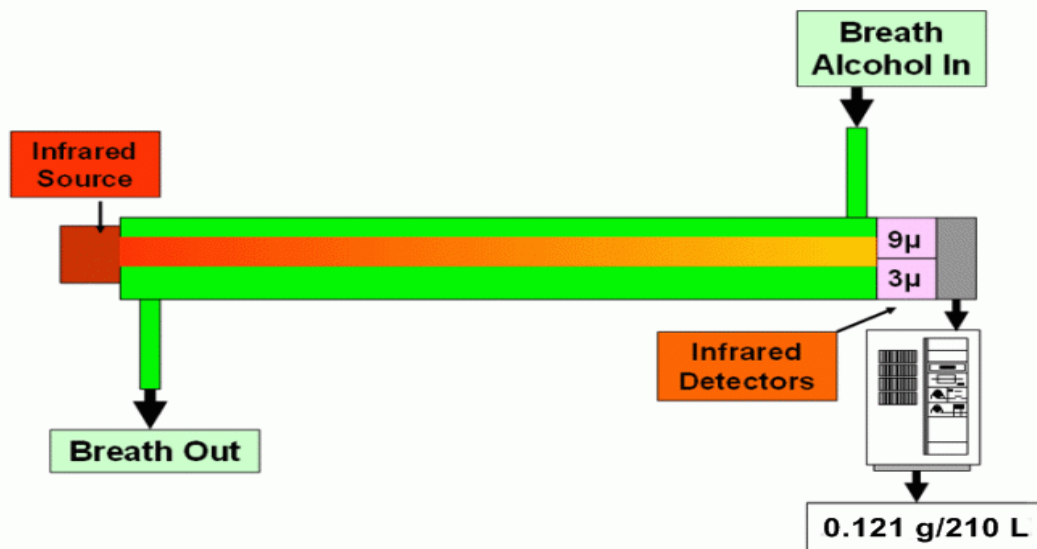 Breath
Alcohol In
Infrared
Source
9µ
3µ
Infrared
Detectors
Breath Out
0.121 g/210 L